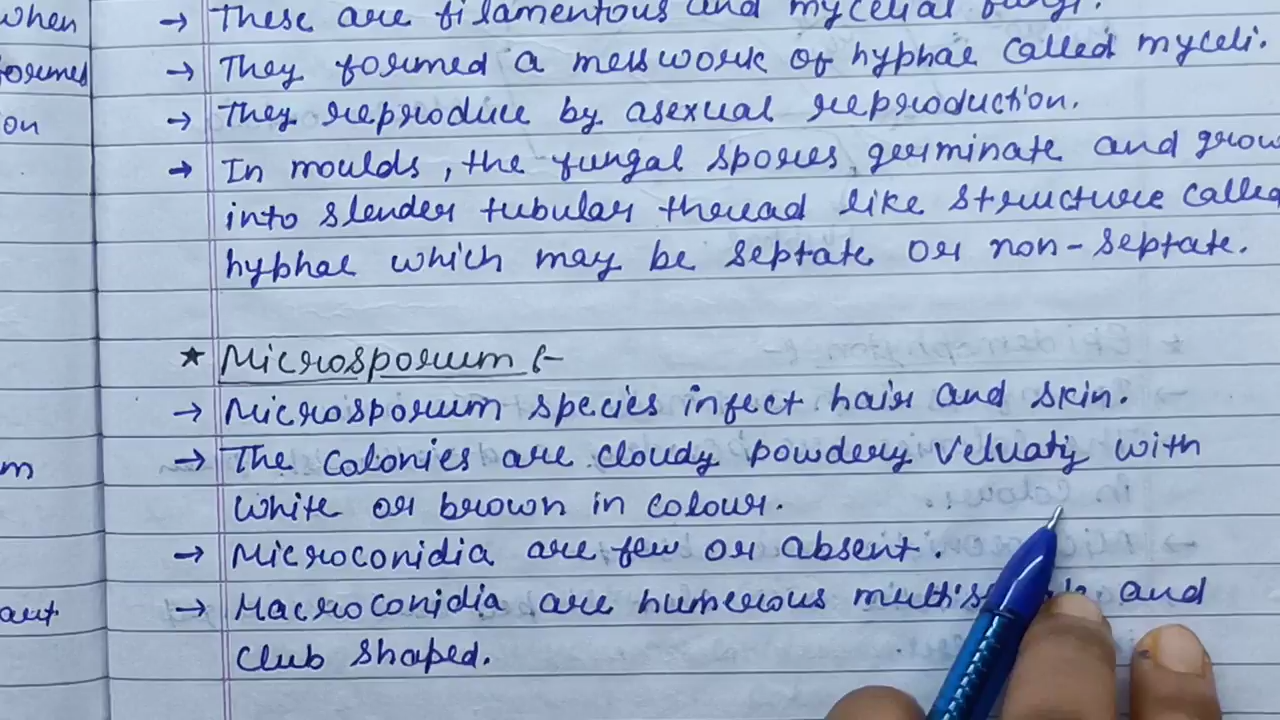 when
→ These are filamentous and mycelial fungi.
→ They formed a messwork of hyphae called myceli.
→ They reproduce by asexual reproduction.
on
→ In moulds, the fungal spores germinate and grow
into slender tubular thread like structure called
hyphae which may be septate or non-septate.
★ Microsporum :-
→ Microsporum species infect hair and skin.
→ The colonies are cloudy powdery Velvaty with
m
white or brown in colour.
→ Microconidia are few or absent.
→ Macroconidia are numerous and
club shaped.